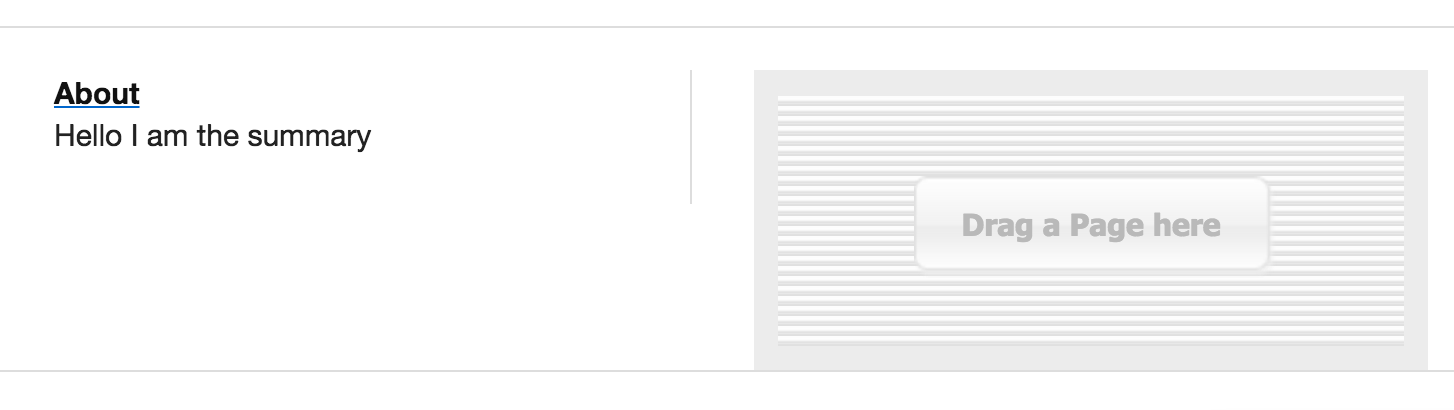 About
Hello I am the summary
Drag a Page here